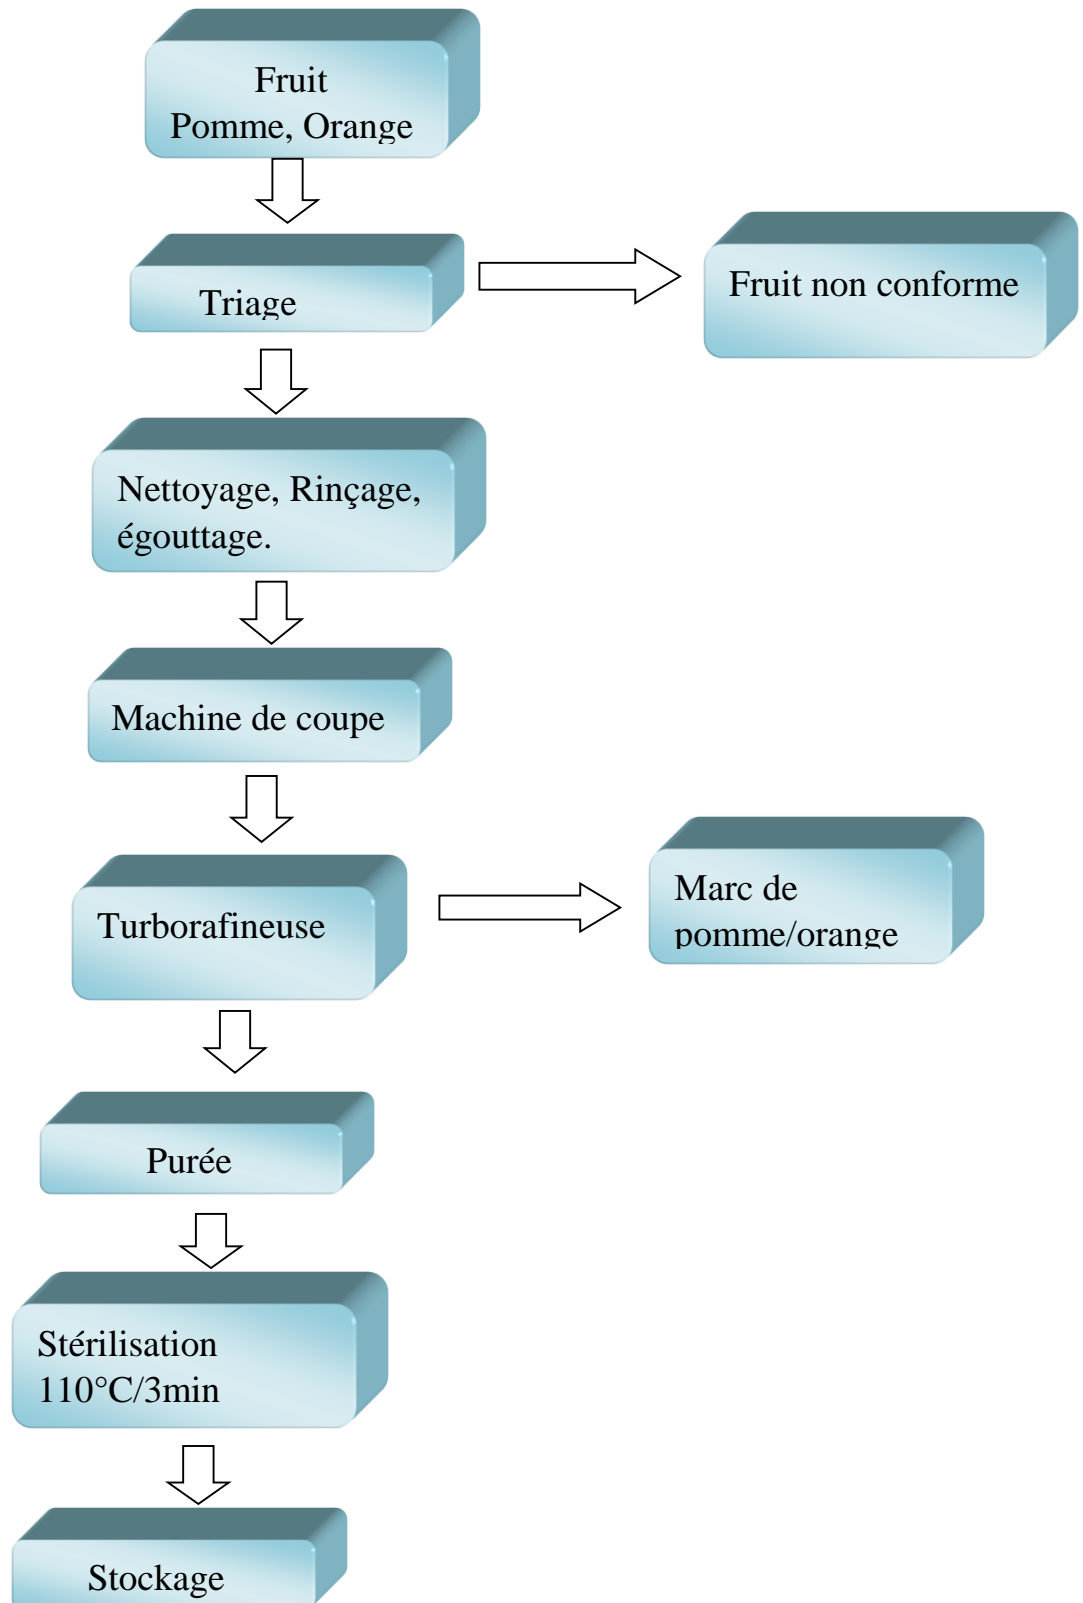 Fruit
Pomme, Orange
Triage
Fruit non conforme
Nettoyage, Rinçage,
égouttage.
Machine de coupe
Turborafineuse
Marc de
pomme/orange
Purée
Stérilisation
110°C/3min
Stockage